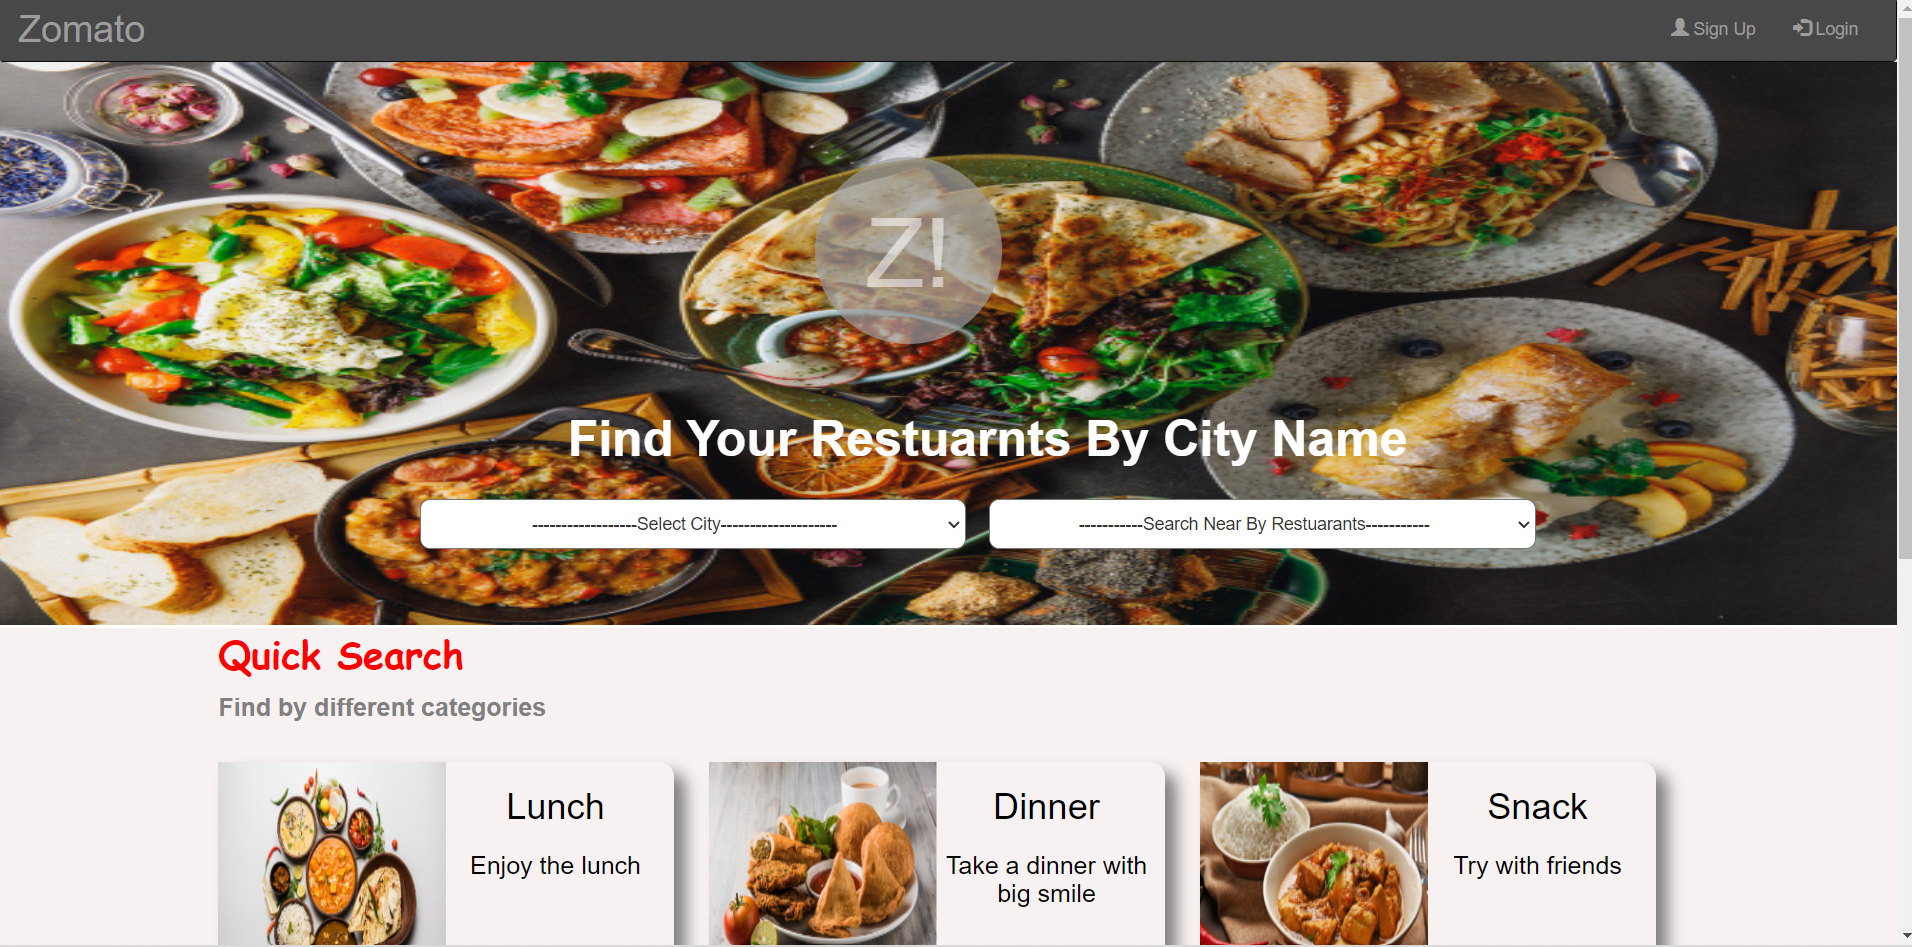 Zomato
Sign Up
Login
Z!
Find Your Restuarnts By City Name
------------------Select City--------------------
-----------Search Near By Restuarants-----------
Quick Search
Find by different categories
Lunch
Enjoy the lunch
Dinner
Take a dinner with
big smile
Snack
Try with friends